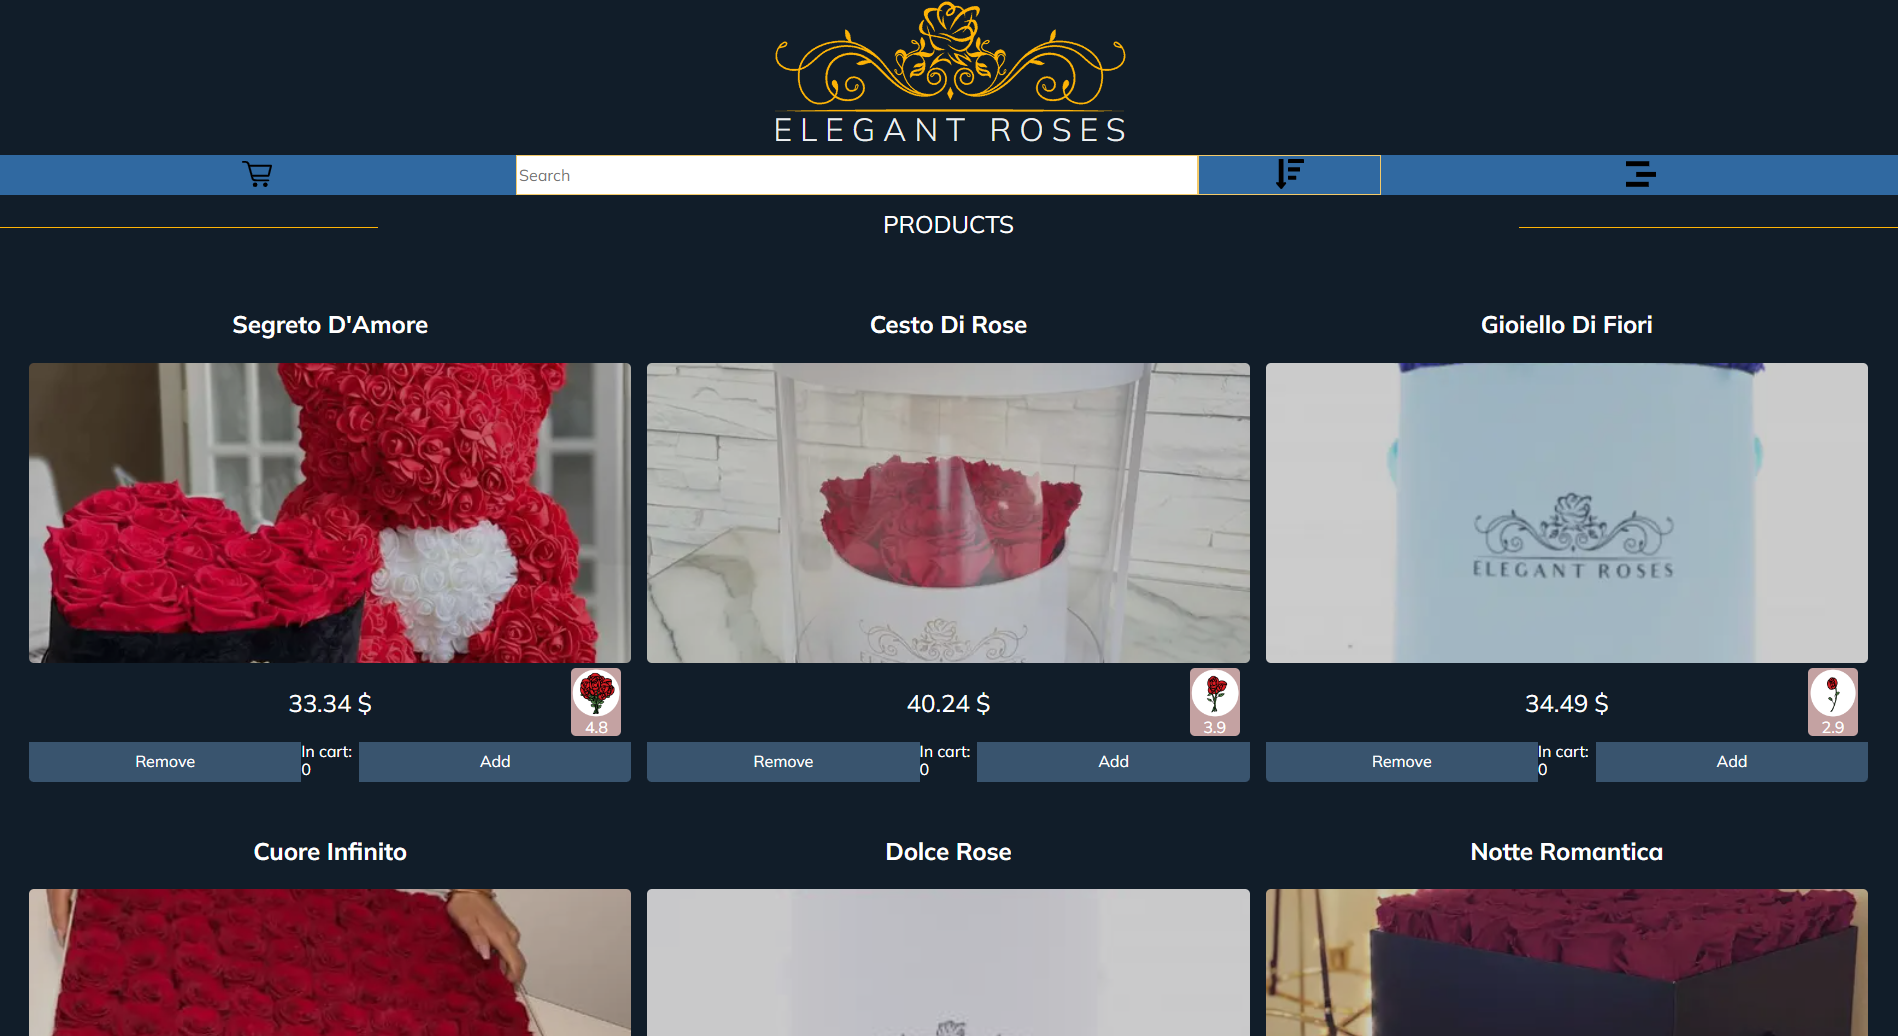 ELEGANT ROSES
Search
PRODUCTS
Segreto D'Amore
Cesto Di Rose
Gioiello Di Fiori
ELEGANT ROSES
ELEGANT ROSES
33.34 $
4.8
40.24 $
3.9
34.49 $
2.9
Remove
In cart:
0
Add
Remove
In cart:
0
Add
Remove
In cart:
0
Add
Cuore Infinito
Dolce Rose
Notte Romantica